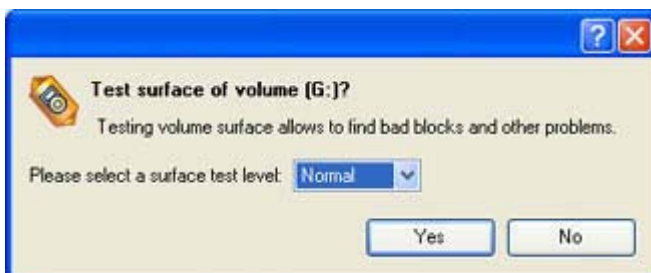 Test surface of volume (G:)?
Testing volume surface allows to find bad blocks and other problems.
Please select a surface test level: Normal
Yes No